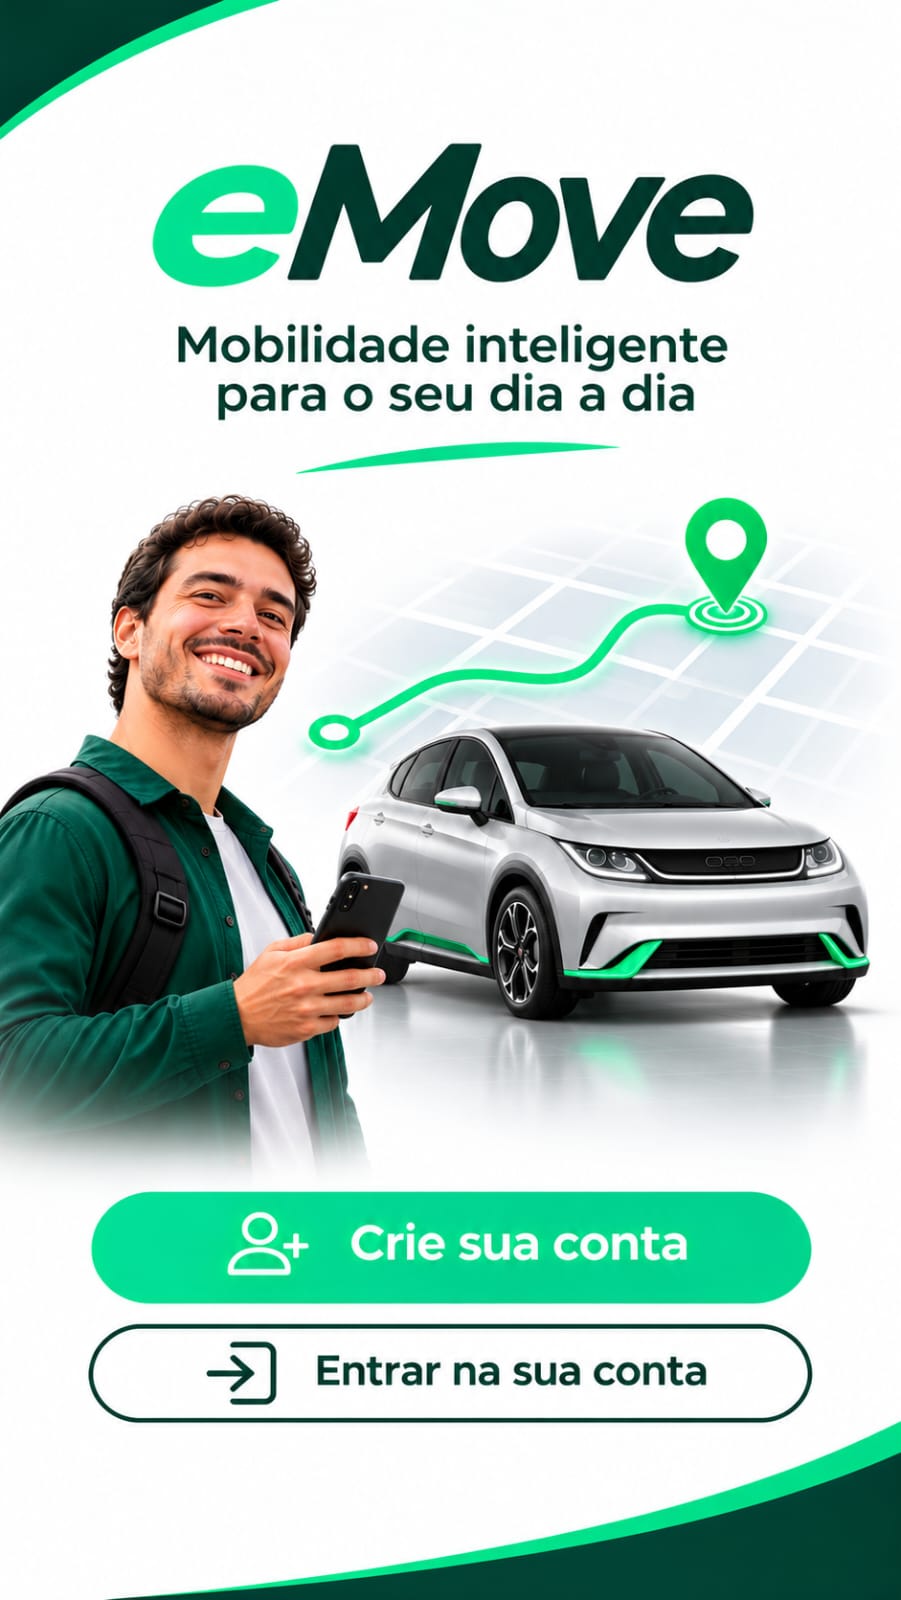 eMove
Mobilidade inteligente
para o seu dia a dia
Crie sua conta
Entrar na sua conta